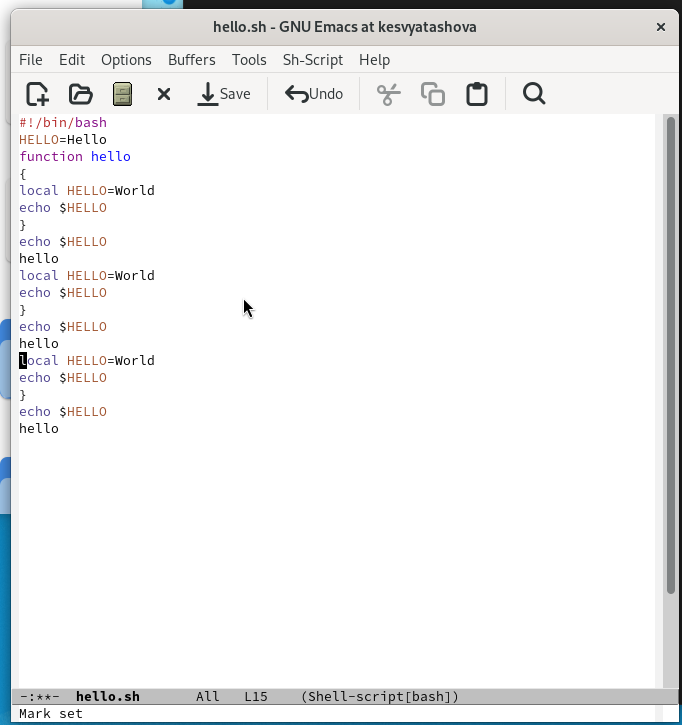 hello.sh - GNU Emacs at kesvyatashova
File Edit Options Buffers Tools Sh-Script Help
Save Undo
#!/bin/bash
HELLO=Hello
function hello
{
local HELLO=World
echo $HELLO
}
echo $HELLO
hello
local HELLO=World
echo $HELLO
}
echo $HELLO
hello
local HELLO=World
echo $HELLO
}
echo $HELLO
hello
-:**- hello.sh All L15 (Shell-script[bash])
Mark set